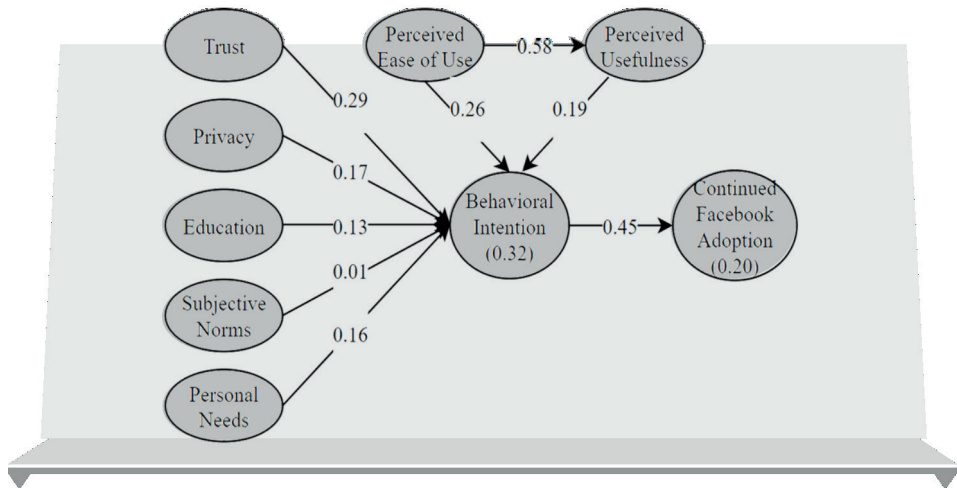 Trust
Perceived
Ease of Use
0.58
Perceived
Usefulness
0.29
0.26
0.19
Privacy
0.17
Education
0.13
Behavioral
Intention
(0.32)
0.45
Continued
Facebook
Adoption
(0.20)
0.01
Subjective
Norms
0.16
Personal
Needs